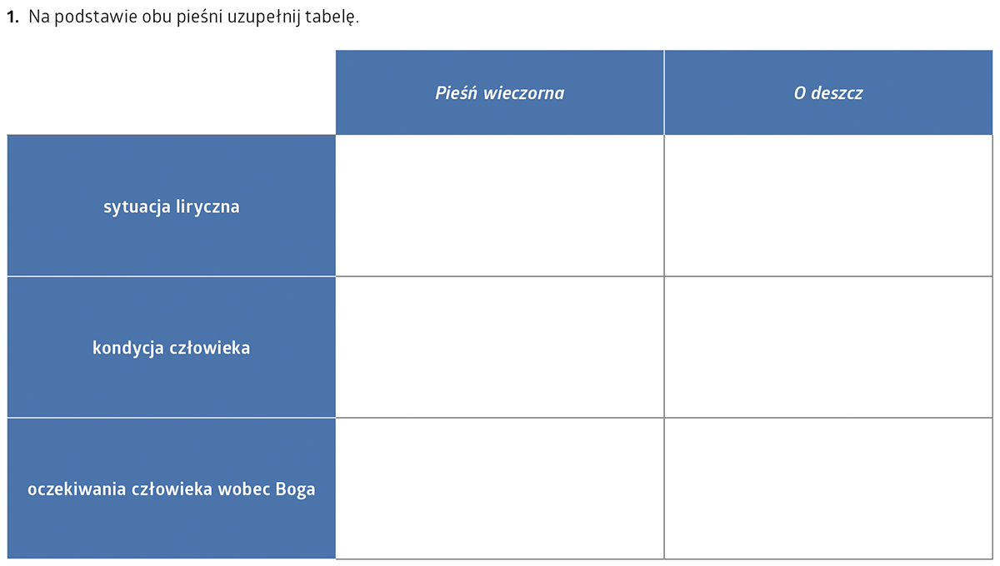 1. Na podstawie obu pieśni uzupełnij tabelę.
Pieśń wieczorna
O deszcz
sytuacja liryczna
kondycja człowieka
oczekiwania człowieka wobec Boga